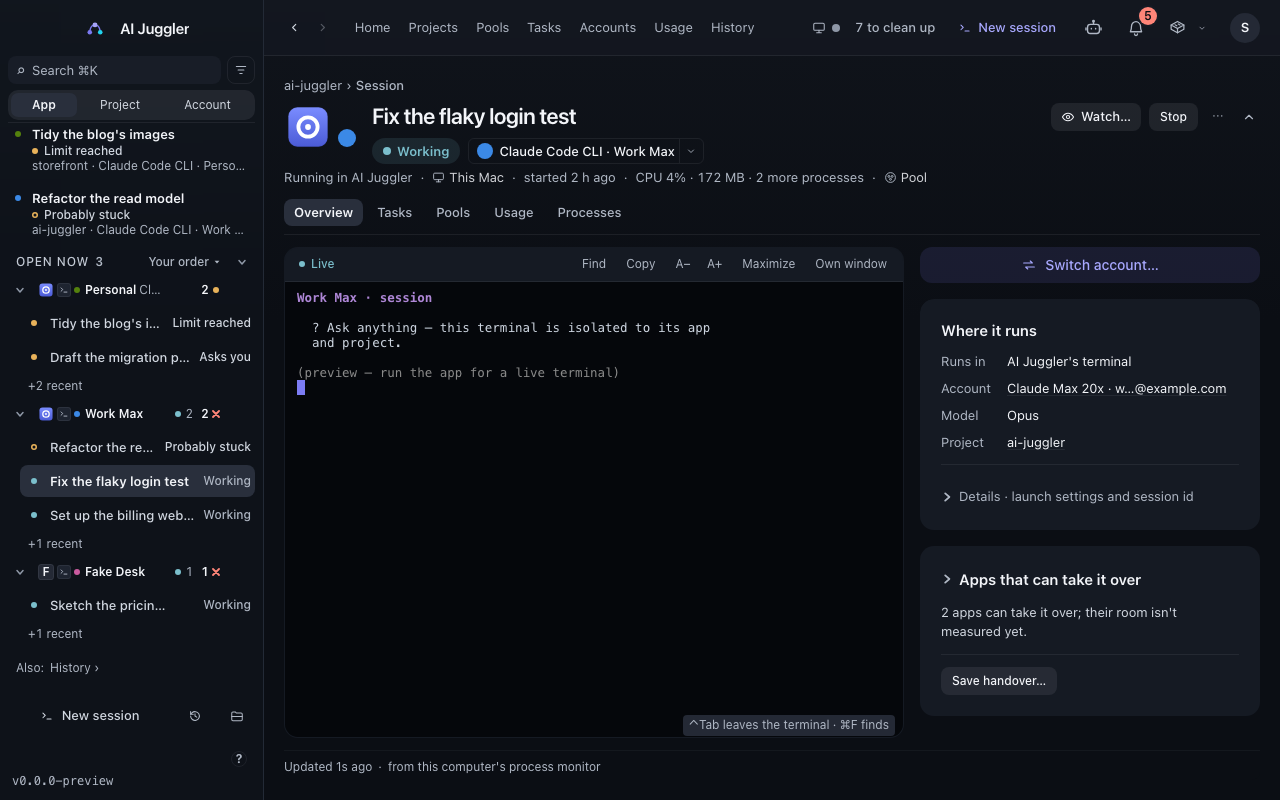 AI Juggler
Search ⌘K
App Project Account
Tidy the blog's images
Limit reached
storefront · Claude Code CLI · Perso...
Refactor the read model
Probably stuck
ai-juggler · Claude Code CLI · Work ...
OPEN NOW 3 Your order
Personal Cl... 2
Tidy the blog's i... Limit reached
Draft the migration p... Asks you
+2 recent
Work Max 2 2
Refactor the re... Probably stuck
Fix the flaky login test Working
Set up the billing web... Working
+1 recent
F Fake Desk 1 1
Sketch the pricin... Working
+1 recent
Also: History ›
New session
?
v0.0.0-preview
Home Projects Pools Tasks Accounts Usage History
7 to clean up
New session
5
S
ai-juggler › Session
Fix the flaky login test
Watch... Stop ...
Working Claude Code CLI · Work Max
Running in AI Juggler · This Mac · started 2 h ago · CPU 4% · 172 MB · 2 more processes · Pool
Overview Tasks Pools Usage Processes
Live Find Copy A− A+ Maximize Own window
Work Max · session
? Ask anything — this terminal is isolated to its app
and project.
(preview — run the app for a live terminal)
^Tab leaves the terminal · ⌘F finds
Switch account...
Where it runs
Runs in AI Juggler's terminal
Account Claude Max 20x · w...@example.com
Model Opus
Project ai-juggler
Details · launch settings and session id
Apps that can take it over
2 apps can take it over; their room isn't
measured yet.
Save handover...
Updated 1s ago · from this computer's process monitor